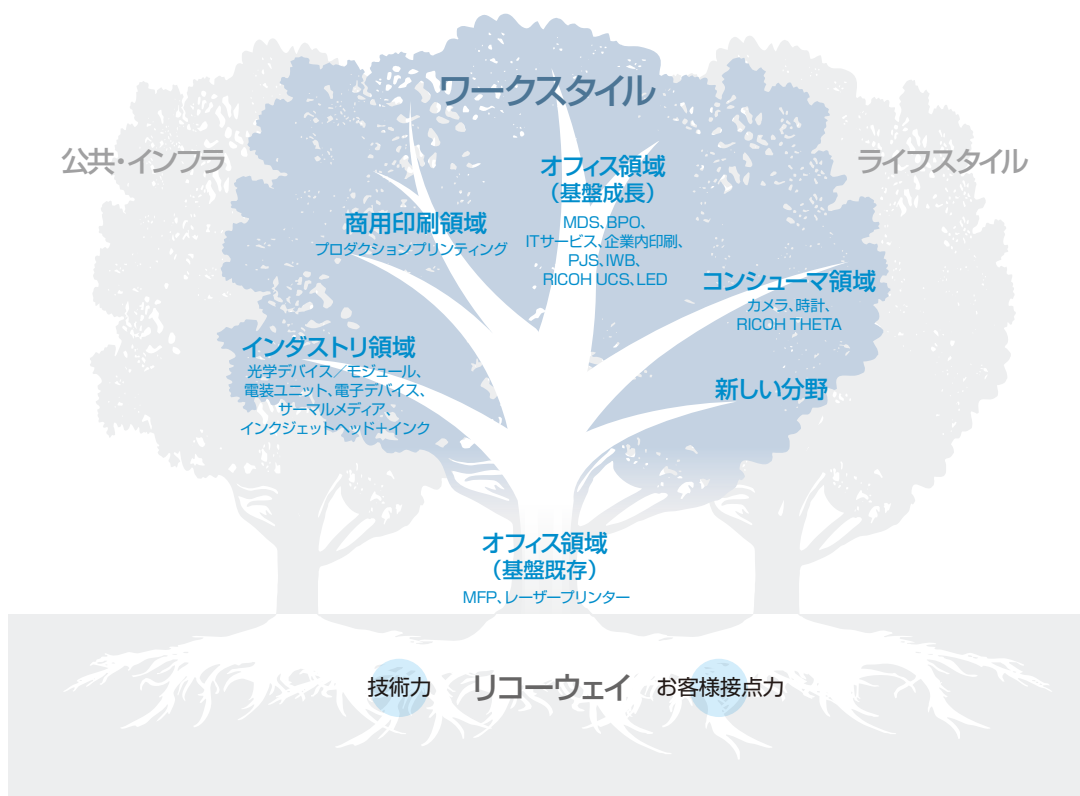 ワークスタイル
公共・インフラ
ライフスタイル
オフィス領域
（基盤成長）
MDS、BPO、
ITサービス、企業内印刷、
PJS、IWB、
RICOH UCS、LED
商用印刷領域
プロダクションプリンティング
コンシューマ領域
カメラ、時計、
RICOH THETA
インダストリ領域
光学デバイス／モジュール、
電装ユニット、電子デバイス、
サーマルメディア、
インクジェットヘッド＋インク
新しい分野
オフィス領域
（基盤既存）
MFP、レーザープリンター
技術力
リコーウェイ
お客様接点力